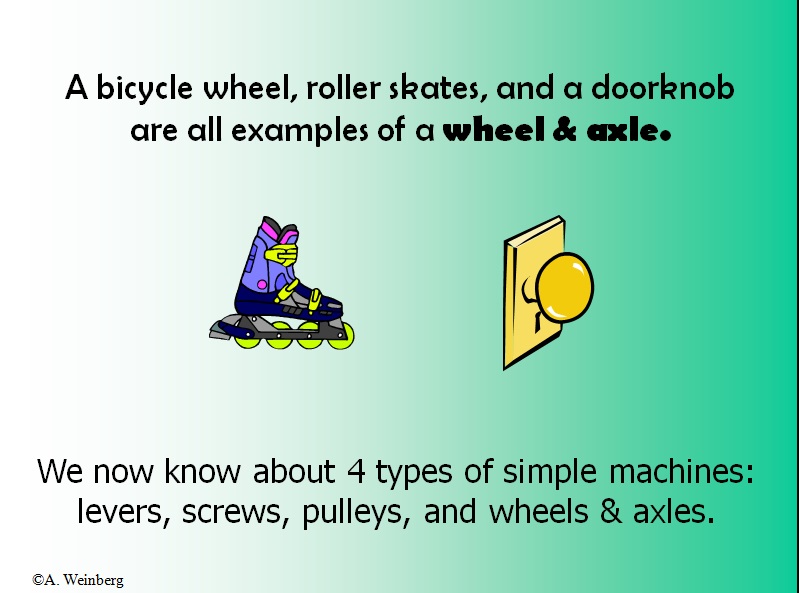 A bicycle wheel, roller skates, and a doorknob
are all examples of a wheel & axle.
We now know about 4 types of simple machines:
levers, screws, pulleys, and wheels & axles.
©A. Weinberg